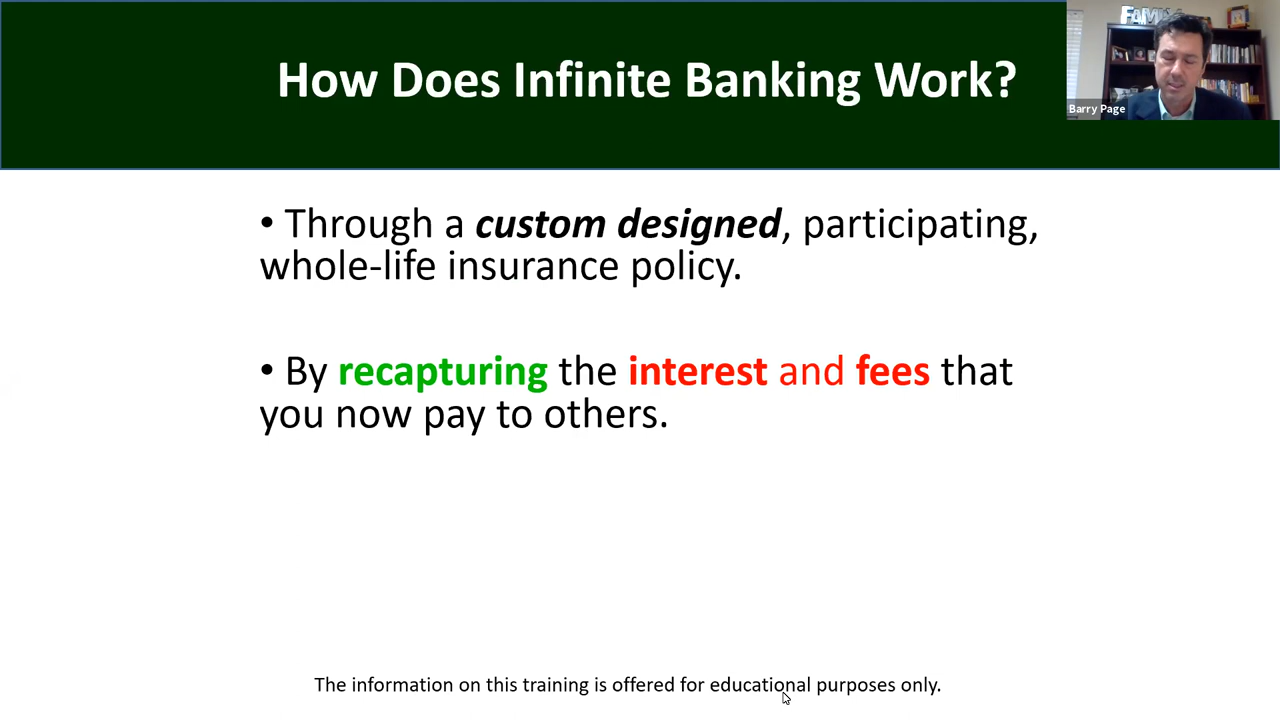 How Does Infinite Banking Work?
FAMILY
Barry Page
• Through a custom designed, participating,
whole-life insurance policy.
• By recapturing the interest and fees that
you now pay to others.
The information on this training is offered for educational purposes only.